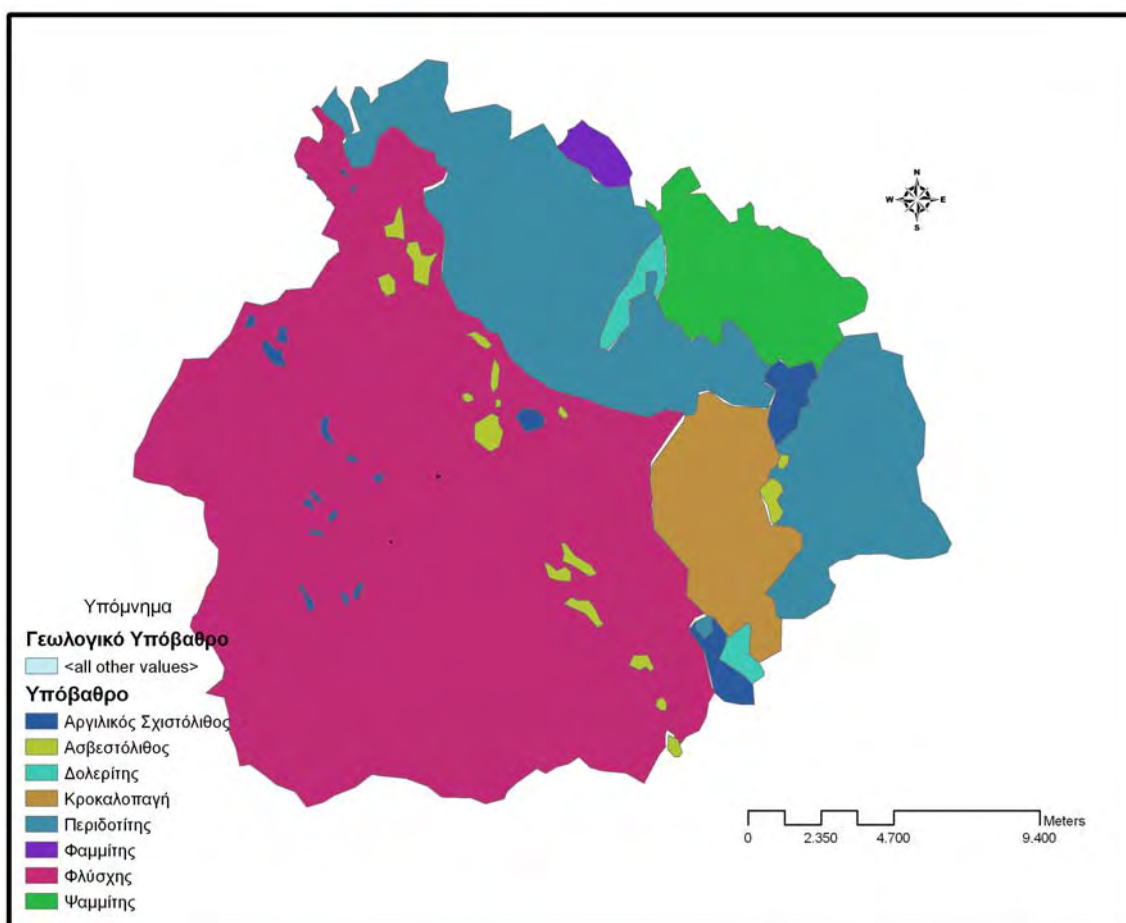 N
W E
S
Υπόμνημα
Γεωλογικό Υπόβαθρο
<all other values>
Υπόβαθρο
Αργιλικός Σχιστόλιθος
Ασβεστόλιθος
Δολερίτης
Κροκαλοπαγή
Περιδοτίτης
Φαμμίτης
Φλύσχης
Ψαμμίτης
Meters
0 2.350 4.700 9.400